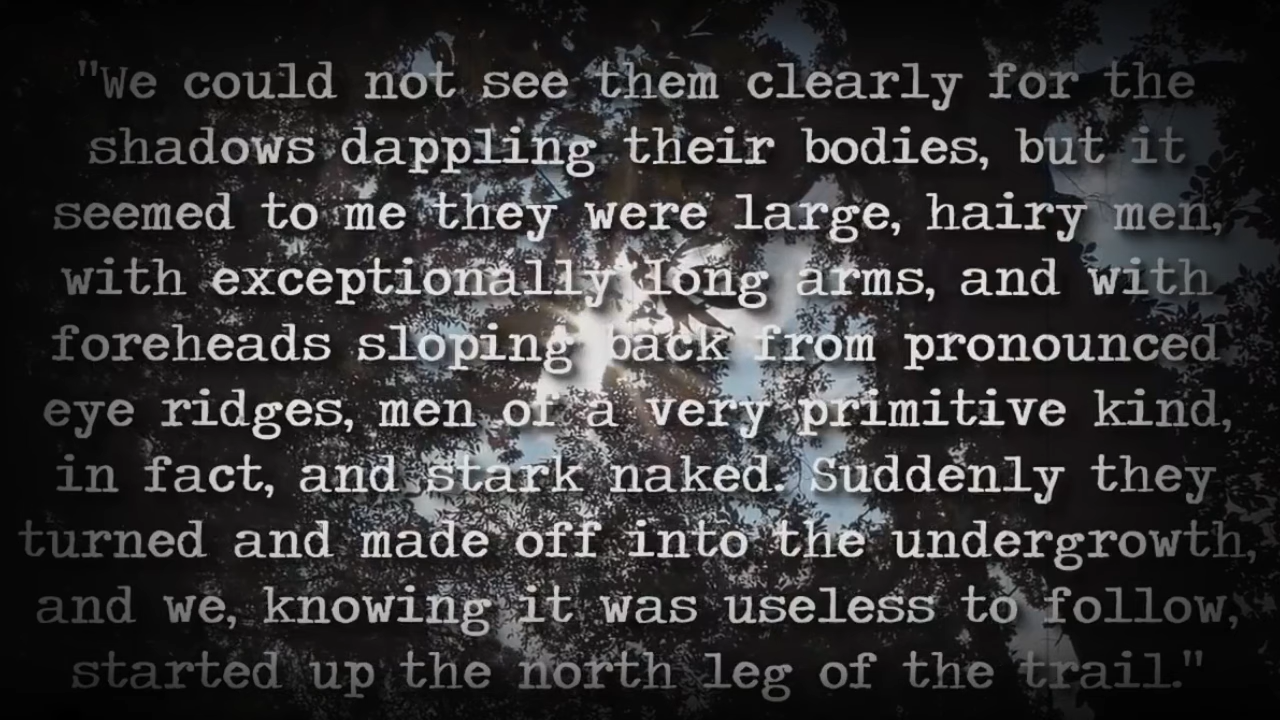 "We could not see them clearly for the
shadows dappling their bodies, but it
seemed to me they were large, hairy men,
with exceptionally long arms, and with
foreheads sloping back from pronounced
eye ridges, men of a very primitive kind,
in fact, and stark naked. Suddenly they
turned and made off into the undergrowth,
and we, knowing it was useless to follow,
started up the north leg of the trail."